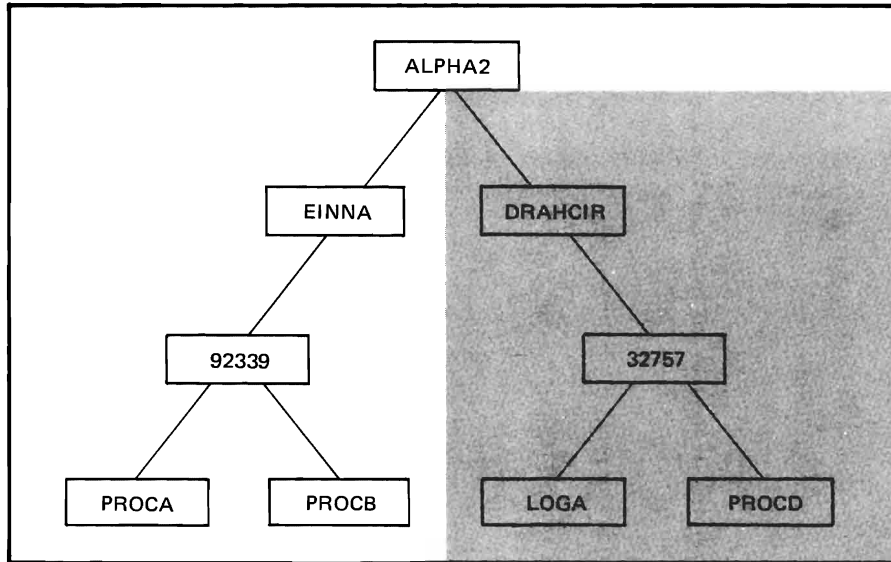 ALPHA2
EINNA DRAHCIR
92339 32757
PROCA PROCB LOGA PROCD